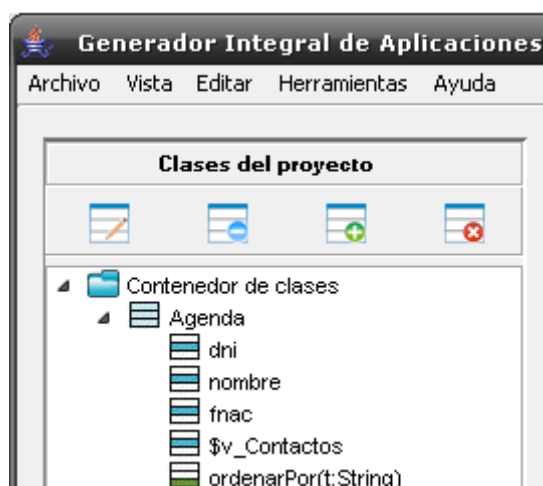 Generador Integral de Aplicaciones
Archivo Vista Editar Herramientas Ayuda
Clases del proyecto
Contenedor de clases
Agenda
dni
nombre
fnac
$v_Contactos
ordenarPor(t:String)